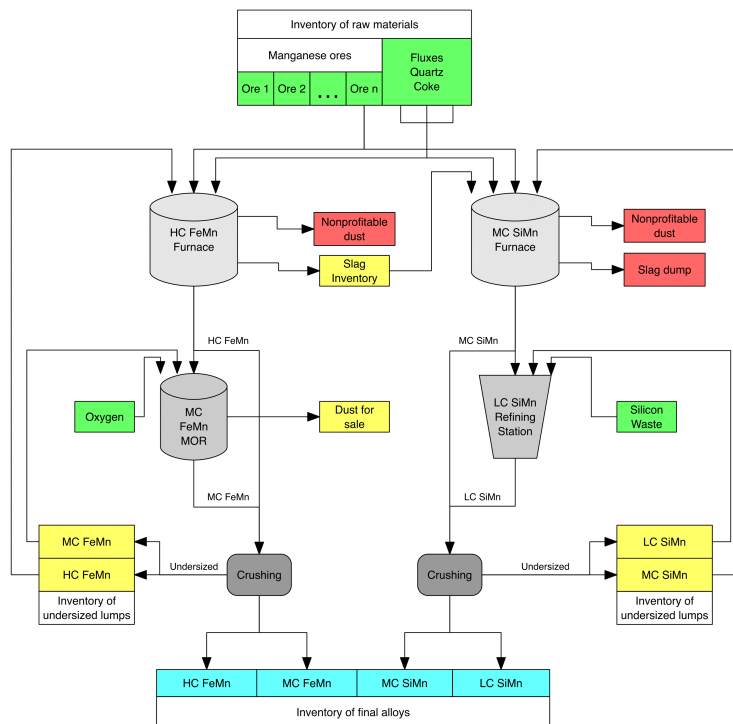 Inventory of raw materials
Manganese ores
Fluxes
Quartz
Coke
Ore 1
Ore 2
...
Ore n
HC FeMn
Furnace
Nonprofitable
dust
Slag
Inventory
MC SiMn
Furnace
Nonprofitable
dust
Slag dump
HC FeMn
MC SiMn
Oxygen
MC
FeMn
MOR
Dust for
sale
LC SiMn
Refining
Station
Silicon
Waste
MC FeMn
LC SiMn
MC FeMn
HC FeMn
Inventory of
undersized lumps
Undersized
Crushing
Crushing
Undersized
LC SiMn
MC SiMn
Inventory of
undersized lumps
HC FeMn
MC FeMn
MC SiMn
LC SiMn
Inventory of final alloys